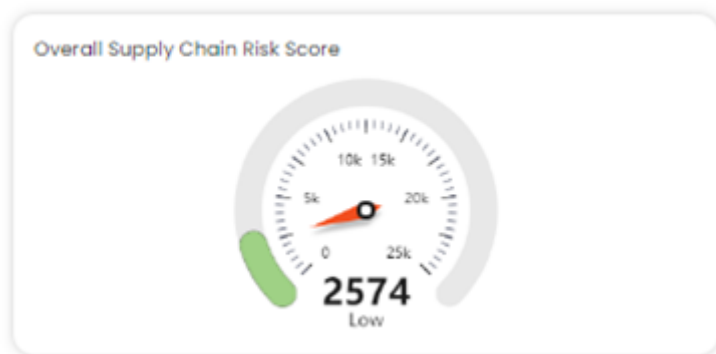 Overall Supply Chain Risk Score
10k 15k
5k 20k
0 25k
2574
Low